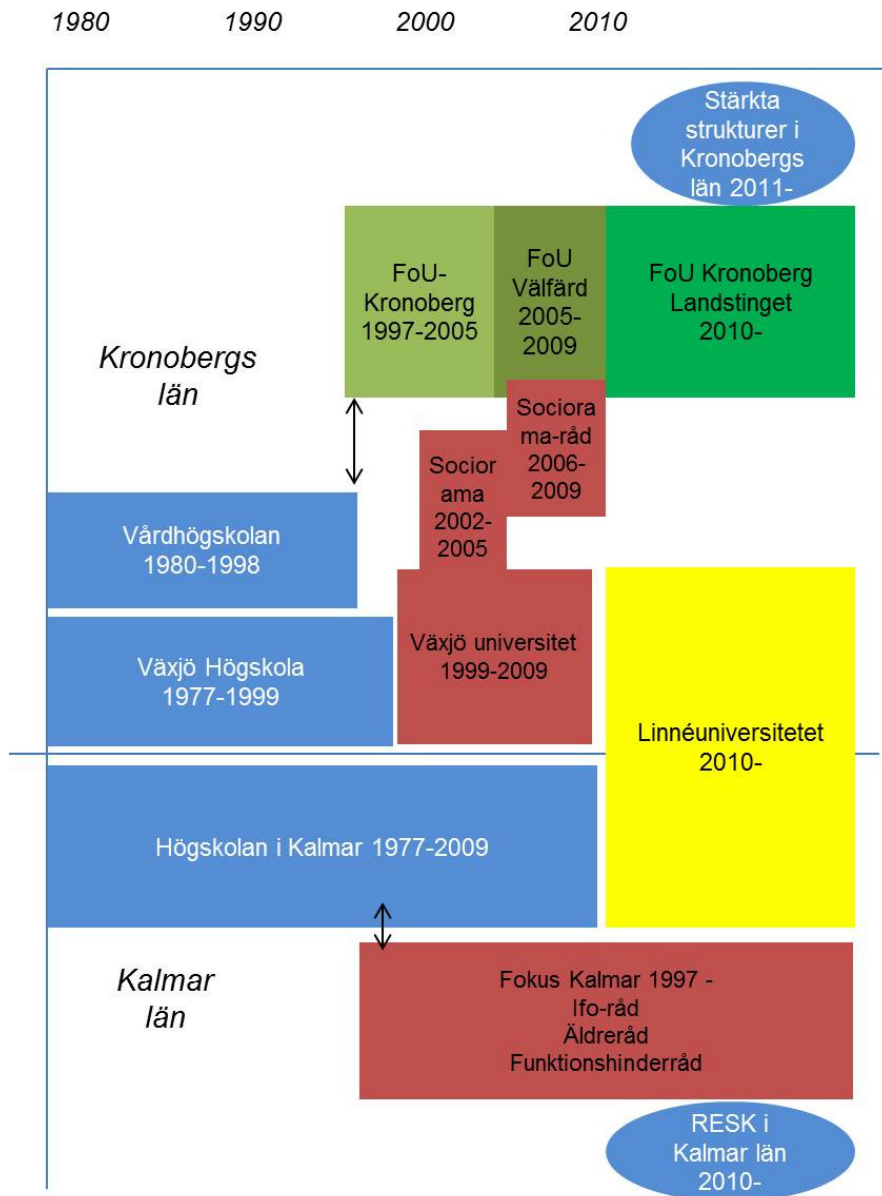 1980 1990 2000 2010
Stärkta
strukturer i
Kronobergs
län 2011-
FoU-
Kronoberg
1997-2005
FoU
Välfärd
2005-
2009
FoU Kronoberg
Landstinget
2010-
Kronobergs
län
Sociora
ma-råd
2006-
2009
Socior
ama
2002-
2005
Vårdhögskolan
1980-1998
Växjö Högskola
1977-1999
Växjö universitet
1999-2009
Linnéuniversitetet
2010-
Högskolan i Kalmar 1977-2009
Kalmar
län
Fokus Kalmar 1997 -
Ifo-råd
Äldreråd
Funktionshinderråd
RESK i
Kalmar län
2010-